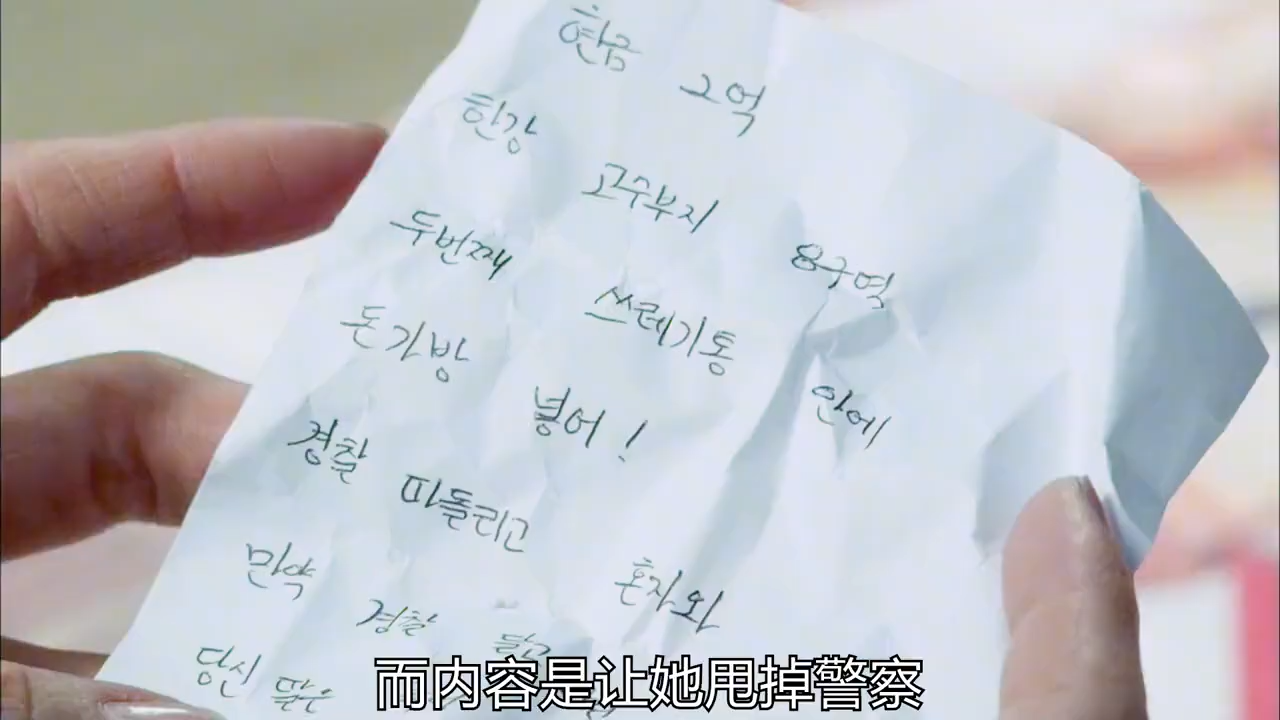 현금 2억
한강 고수부지 8구역
두번째 쓰레기통 안에
돈가방 넣어!
경찰 따돌리고 혼자와
만약 경찰 달고
당신 딸은
而内容是让她甩掉警察